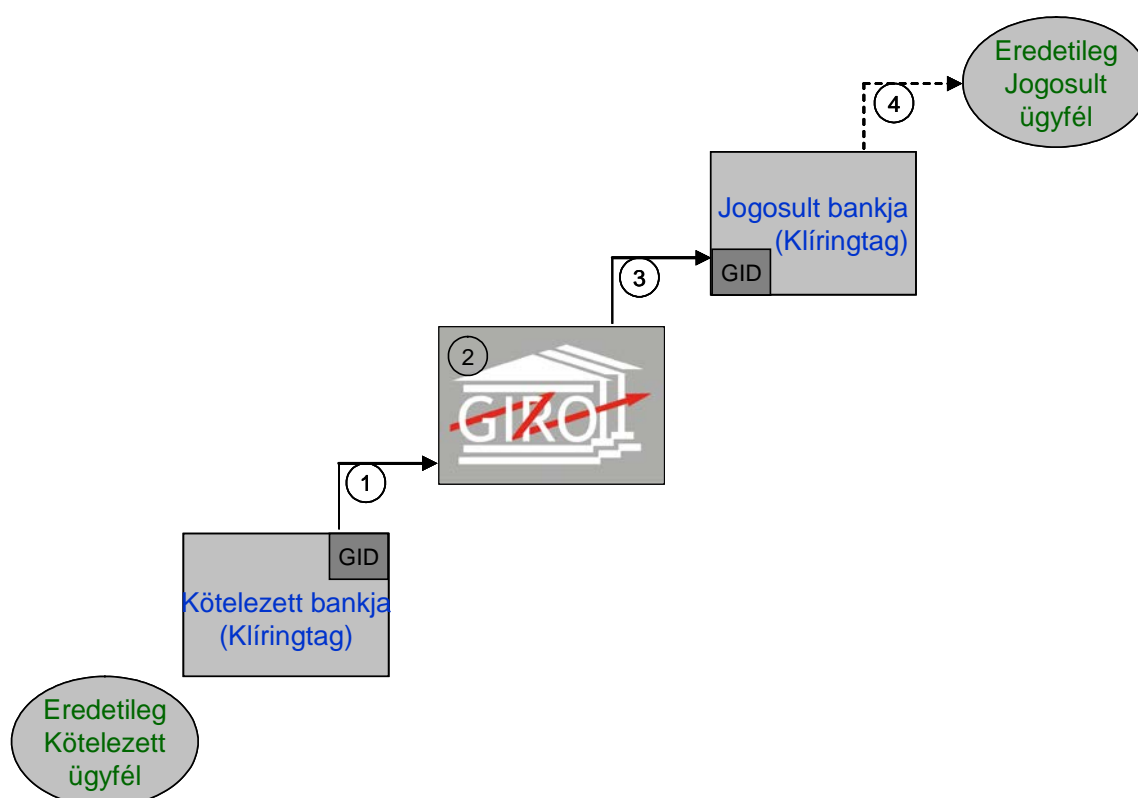 Eredetileg
Jogosult
ügyfél
4
Jogosult bankja
(Klíringtag)
GID
3
2
GIRO
1
GID
Kötelezett bankja
(Klíringtag)
Eredetileg
Kötelezett
ügyfél